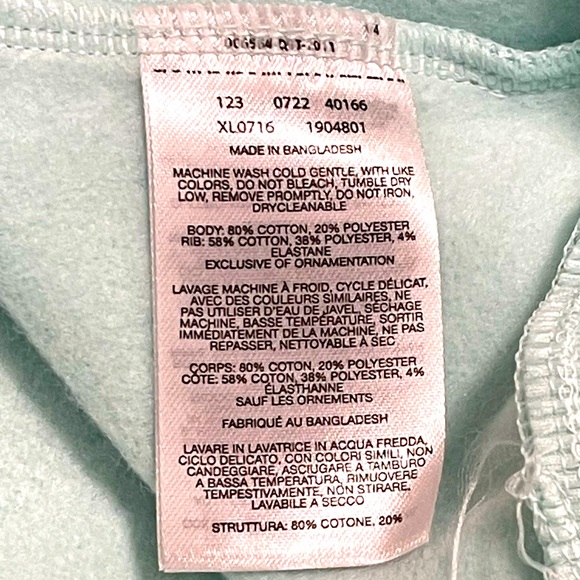 123 0722 40166
XL0716 1904801
MADE IN BANGLADESH
MACHINE WASH COLD GENTLE, WITH LIKE
COLORS, DO NOT BLEACH, TUMBLE DRY
LOW, REMOVE PROMPTLY, DO NOT IRON,
DRYCLEANABLE
BODY: 80% COTTON, 20% POLYESTER
RIB: 58% COTTON, 38% POLYESTER, 4%
ELASTANE
EXCLUSIVE OF ORNAMENTATION
LAVAGE MACHINE À FROID, CYCLE DÉLICAT,
AVEC DES COULEURS SIMILAIRES, NE
PAS UTILISER D'EAU DE JAVEL, SÉCHAGE
MACHINE, BASSE TEMPÉRATURE, SORTIR
IMMÉDIATEMENT DE LA MACHINE, NE PAS
REPASSER, NETTOYABLE À SEC
CORPS: 80% COTON, 20% POLYESTER
CÔTE: 58% COTON, 38% POLYESTER, 4%
ÉLASTHANNE
SAUF LES ORNEMENTS
FABRIQUÉ AU BANGLADESH
LAVARE IN LAVATRICE IN ACQUA FREDDA,
CICLO DELICATO, CON COLORI SIMILI, NON
CANDEGGIARE, ASCIUGARE A TAMBURO
A BASSA TEMPERATURA, RIMUOVERE
TEMPESTIVAMENTE, NON STIRARE,
LAVABILE A SECCO
STRUTTURA: 80% COTONE, 20%